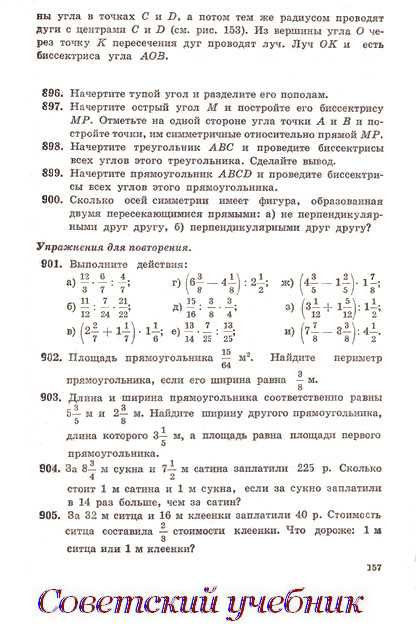 ны угла в точках C и D, а потом тем же радиусом проводят
дуги с центрами C и D (см. рис. 153). Из вершины угла O че-
рез точку K пересечения дуг проводят луч. Луч OK и есть
биссектриса угла AOB.
896. Начертите тупой угол и разделите его пополам.
897. Начертите острый угол M и постройте его биссектрису
MP. Отметьте на одной стороне угла точки A и B и по-
стройте точки, им симметричные относительно прямой MP.
898. Начертите треугольник ABC и проведите биссектрисы
всех углов этого треугольника. Сделайте вывод.
899. Начертите прямоугольник ABCD и проведите биссектри-
сы всех углов этого прямоугольника.
900. Сколько осей симметрии имеет фигура, образованная
двумя пересекающимися прямыми: а) не перпендикуляр-
ными друг другу, б) перпендикулярными друг другу?
Упражнения для повторения.
901. Выполните действия:
а) 12/3 · 6/7 : 4/7; г) (6 3/8 − 4 1/8) : 2 1/2; ж) (4 3/5 − 1 2/5) · 1 7/8;
б) 11/12 · 7/24 : 21/22; д) 15/16 : 3/8 · 3/4; з) (3 1/12 + 1 5/12) : 1 1/2;
в) (2 2/7 + 1 1/7) · 1 1/6; е) 13/14 · 7/25 : 13/25; и) (7 7/8 − 3 3/8) : 4 1/2.
902. Площадь прямоугольника 15/64 м². Найдите периметр
прямоугольника, если его ширина равна 3/8 м.
903. Длина и ширина прямоугольника соответственно равны
5 3/5 м и 2 3/8 м. Найдите ширину другого прямоугольника,
длина которого 3 1/5 м, а площадь равна площади первого
прямоугольника.
904. За 8 3/4 м сукна и 7 1/2 м сатина заплатили 225 р. Сколько
стоит 1 м сатина и 1 м сукна, если за сукно заплатили
в 14 раз больше, чем за сатин?
905. За 32 м ситца и 16 м клеенки заплатили 40 р. Стоимость
ситца составила 2/3 стоимости клеенки. Что дороже: 1 м
ситца или 1 м клеенки?
157
Советский учебник